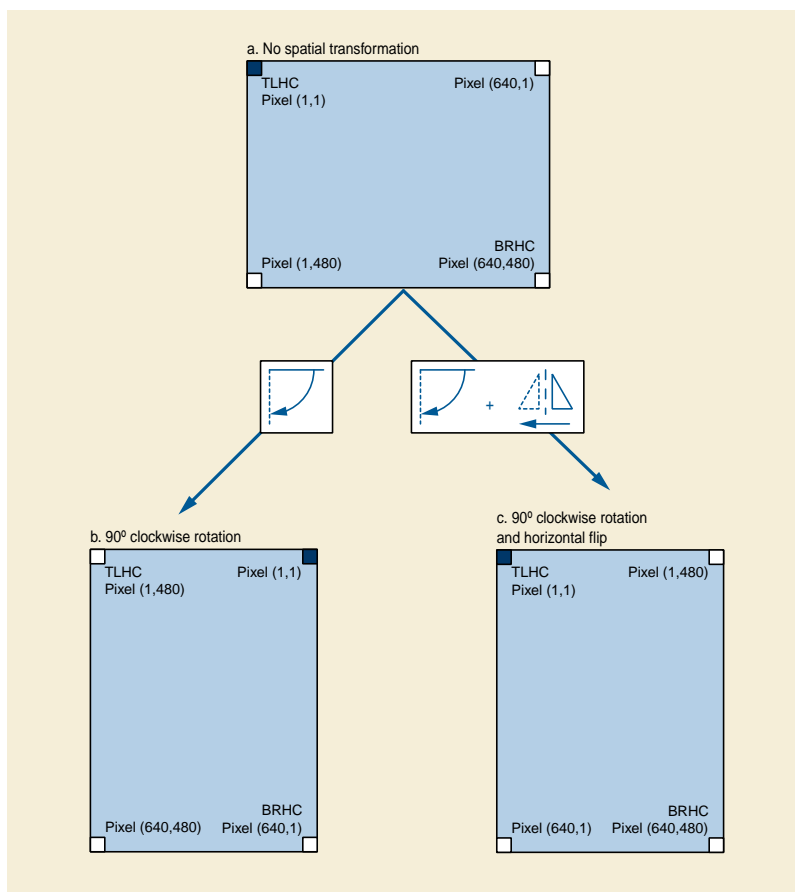 a. No spatial transformation
TLHC
Pixel (1,1)
Pixel (640,1)
Pixel (1,480)
BRHC
Pixel (640,480)
+
b. 90º clockwise rotation
TLHC
Pixel (1,480)
Pixel (1,1)
Pixel (640,480)
BRHC
Pixel (640,1)
c. 90º clockwise rotation
and horizontal flip
TLHC
Pixel (1,1)
Pixel (1,480)
Pixel (640,1)
BRHC
Pixel (640,480)